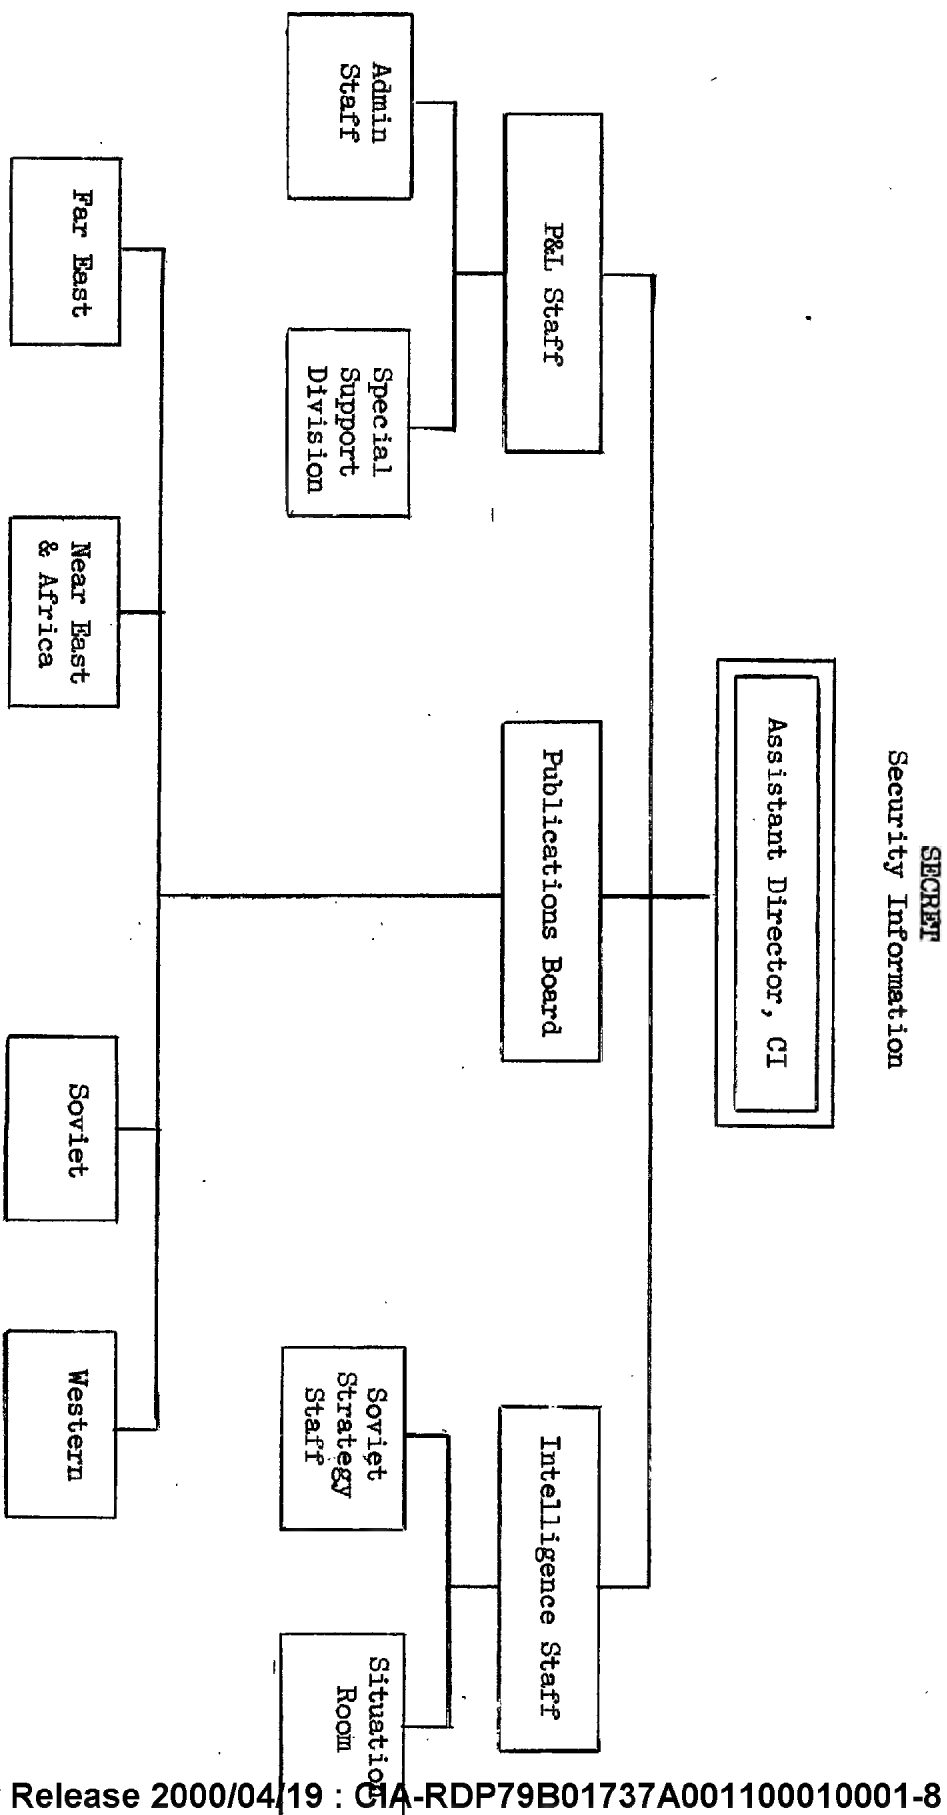 SECRET
Security Information
Assistant Director, CI
P&L Staff
Publications Board
Intelligence Staff
Admin
Staff
Special
Support
Division
Soviet
Strategy
Staff
Situation
Room
Far East
Near East
& Africa
Soviet
Western
Release 2000/04/19 : CIA-RDP79B01737A001100010001-8